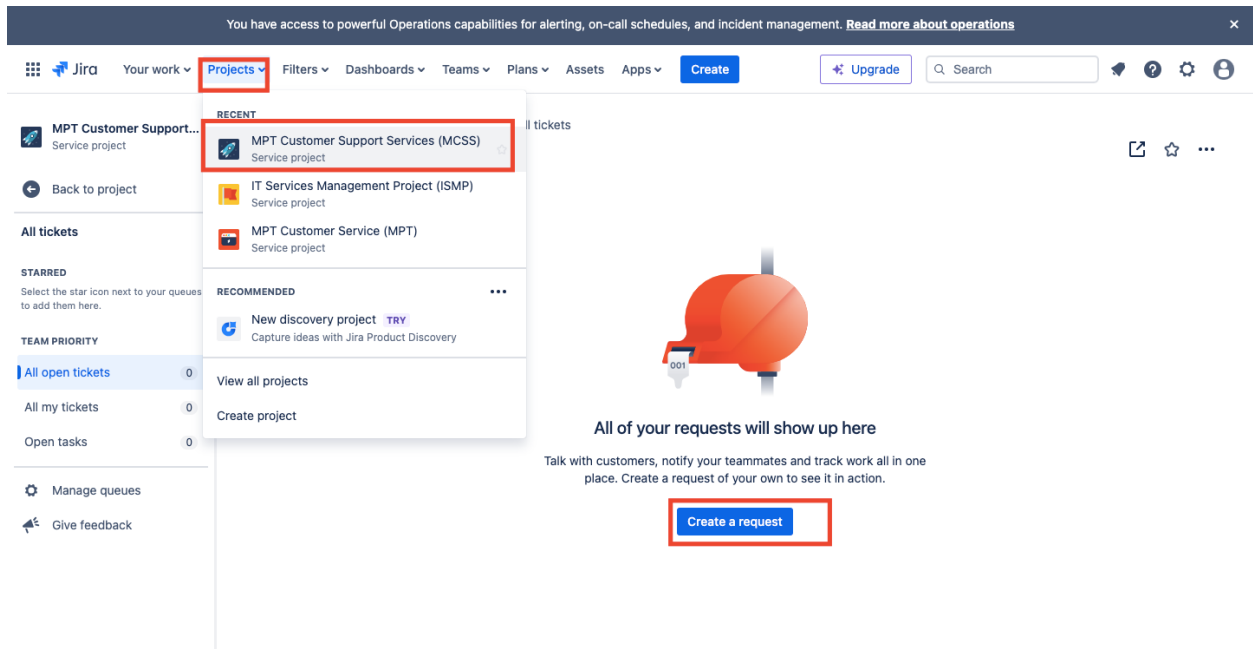 You have access to powerful Operations capabilities for alerting, on-call schedules, and incident management. Read more about operations
Jira Your work Projects Filters Dashboards Teams Plans Assets Apps Create Upgrade Search
MPT Customer Support...
Service project
Back to project
All tickets
STARRED
Select the star icon next to your queues
to add them here.
TEAM PRIORITY
All open tickets 0
All my tickets 0
Open tasks 0
Manage queues
Give feedback
RECENT
MPT Customer Support Services (MCSS)
Service project
IT Services Management Project (ISMP)
Service project
MPT Customer Service (MPT)
Service project
RECOMMENDED
New discovery project TRY
Capture ideas with Jira Product Discovery
View all projects
Create project
tickets
001
All of your requests will show up here
Talk with customers, notify your teammates and track work all in one
place. Create a request of your own to see it in action.
Create a request